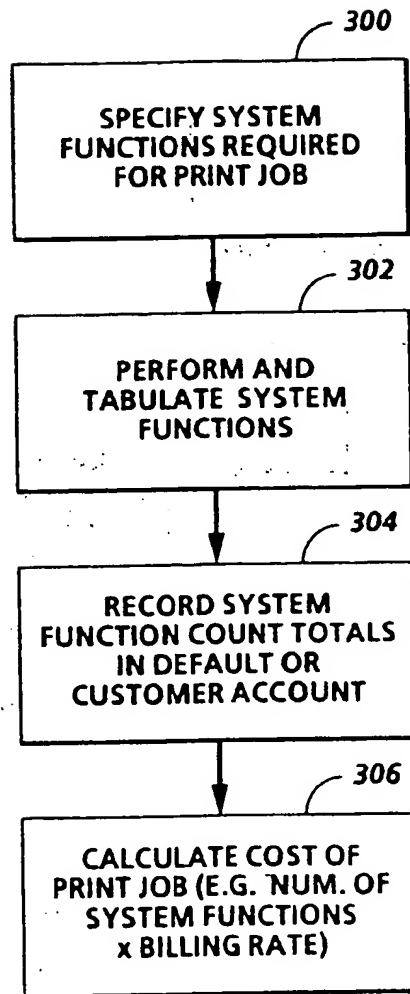 300
SPECIFY SYSTEM
FUNCTIONS REQUIRED
FOR PRINT JOB
302
PERFORM AND
TABULATE SYSTEM
FUNCTIONS
304
RECORD SYSTEM
FUNCTION COUNT TOTALS
IN DEFAULT OR
CUSTOMER ACCOUNT
306
CALCULATE COST OF
PRINT JOB (E.G. NUM. OF
SYSTEM FUNCTIONS
x BILLING RATE)